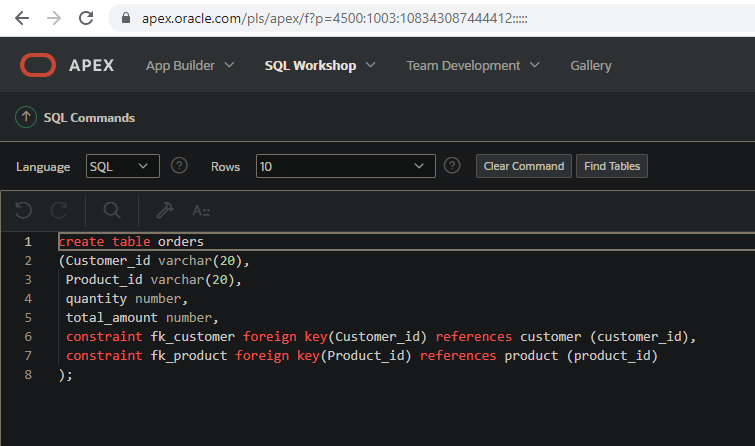 apex.oracle.com/pls/apex/f?p=4500:1003:108343087444412:::::
APEX App Builder SQL Workshop Team Development Gallery
SQL Commands
Language SQL ? Rows 10 ? Clear Command Find Tables
A::
1 create table orders
2 (Customer_id varchar(20),
3 Product_id varchar(20),
4 quantity number,
5 total_amount number,
6 constraint fk_customer foreign key(Customer_id) references customer (customer_id),
7 constraint fk_product foreign key(Product_id) references product (product_id)
8 );